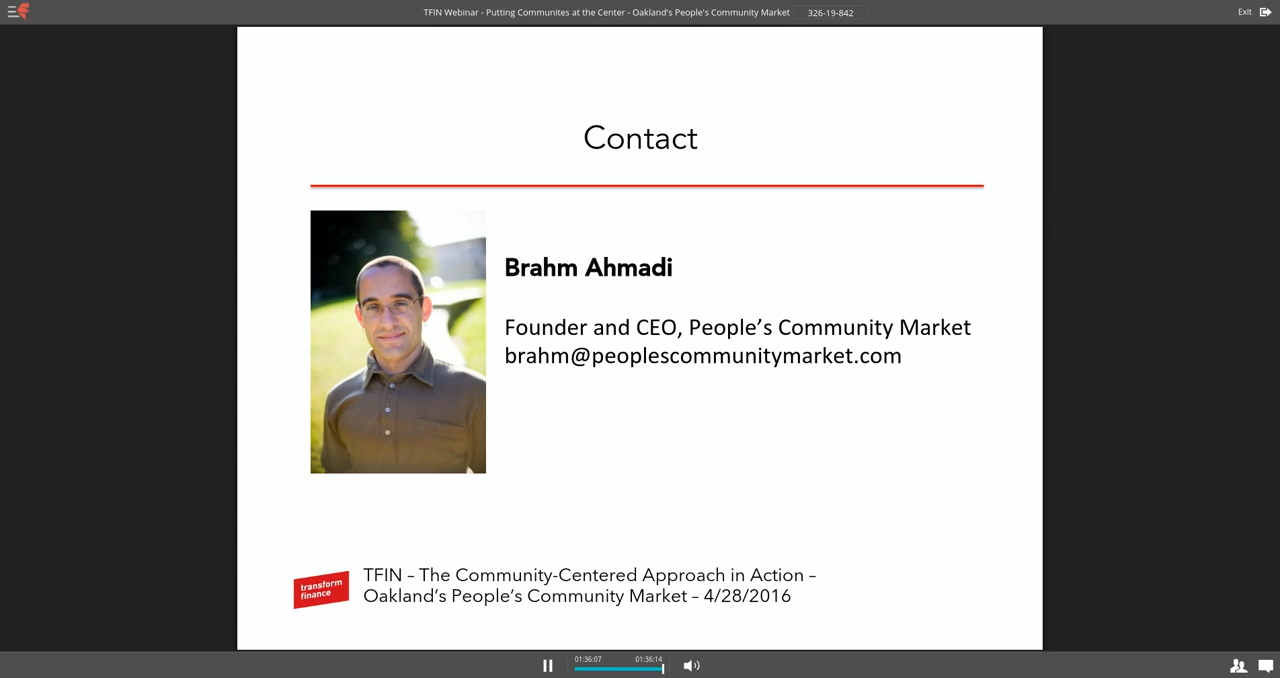 TFIN Webinar - Putting Communites at the Center - Oakland's People's Community Market 326-19-842 Exit
Contact
Brahm Ahmadi
Founder and CEO, People’s Community Market
brahm@peoplescommunitymarket.com
transform
finance
TFIN – The Community-Centered Approach in Action –
Oakland’s People’s Community Market – 4/28/2016
01:36:07 01:36:14